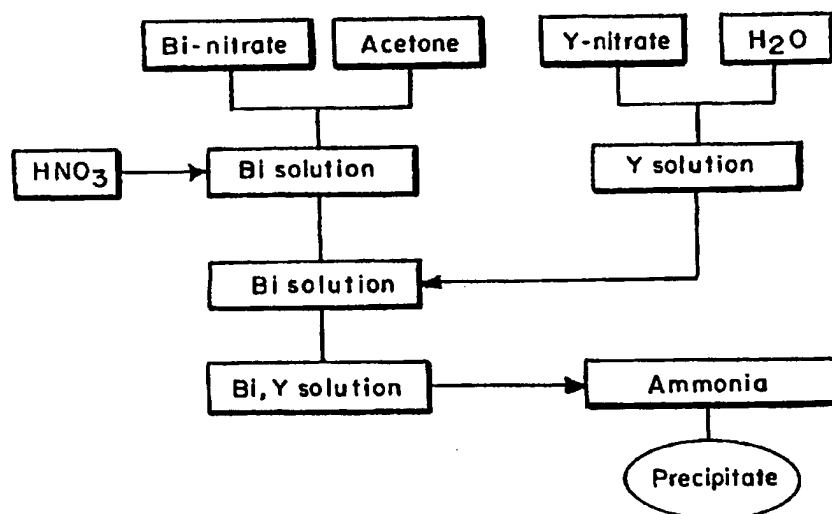 Bi-nitrate
Acetone
Y-nitrate
H2O
HNO3
Bi solution
Y solution
Bi solution
Bi, Y solution
Ammonia
Precipitate